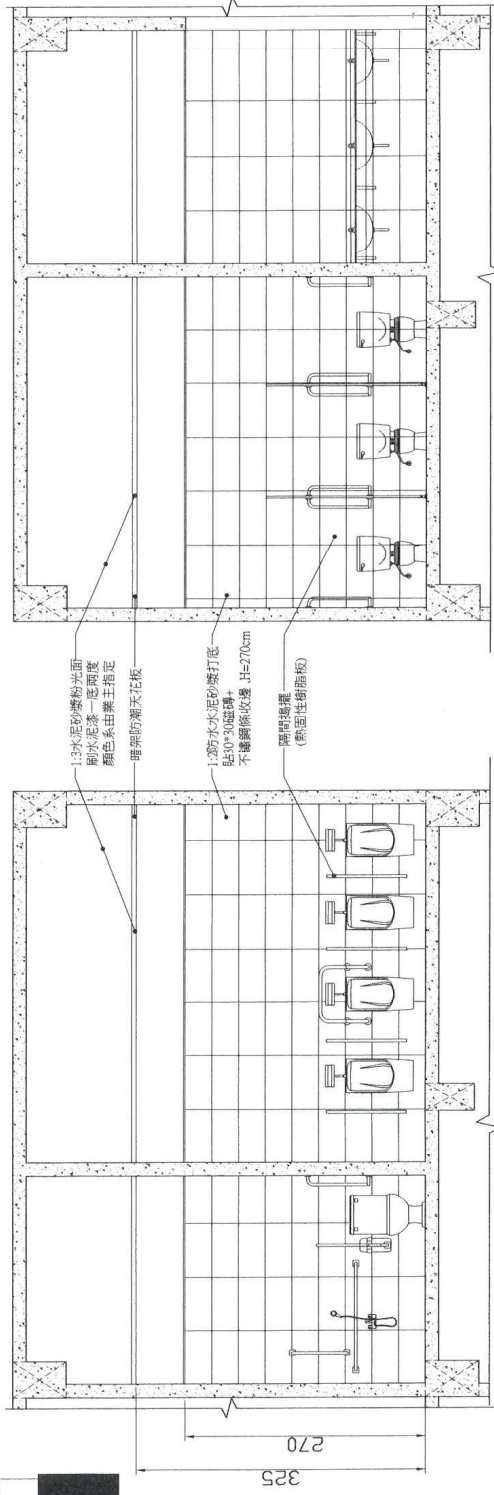 1:3水泥砂漿粉光面
刷水泥漆一底兩度
顏色系由業主指定
暗架防潮天花板
1:2防水水泥砂漿打底
貼30*30磁磚+
不鏽鋼條收邊,H=270cm
隔間搗擺
(熱固性樹脂板)
270
325